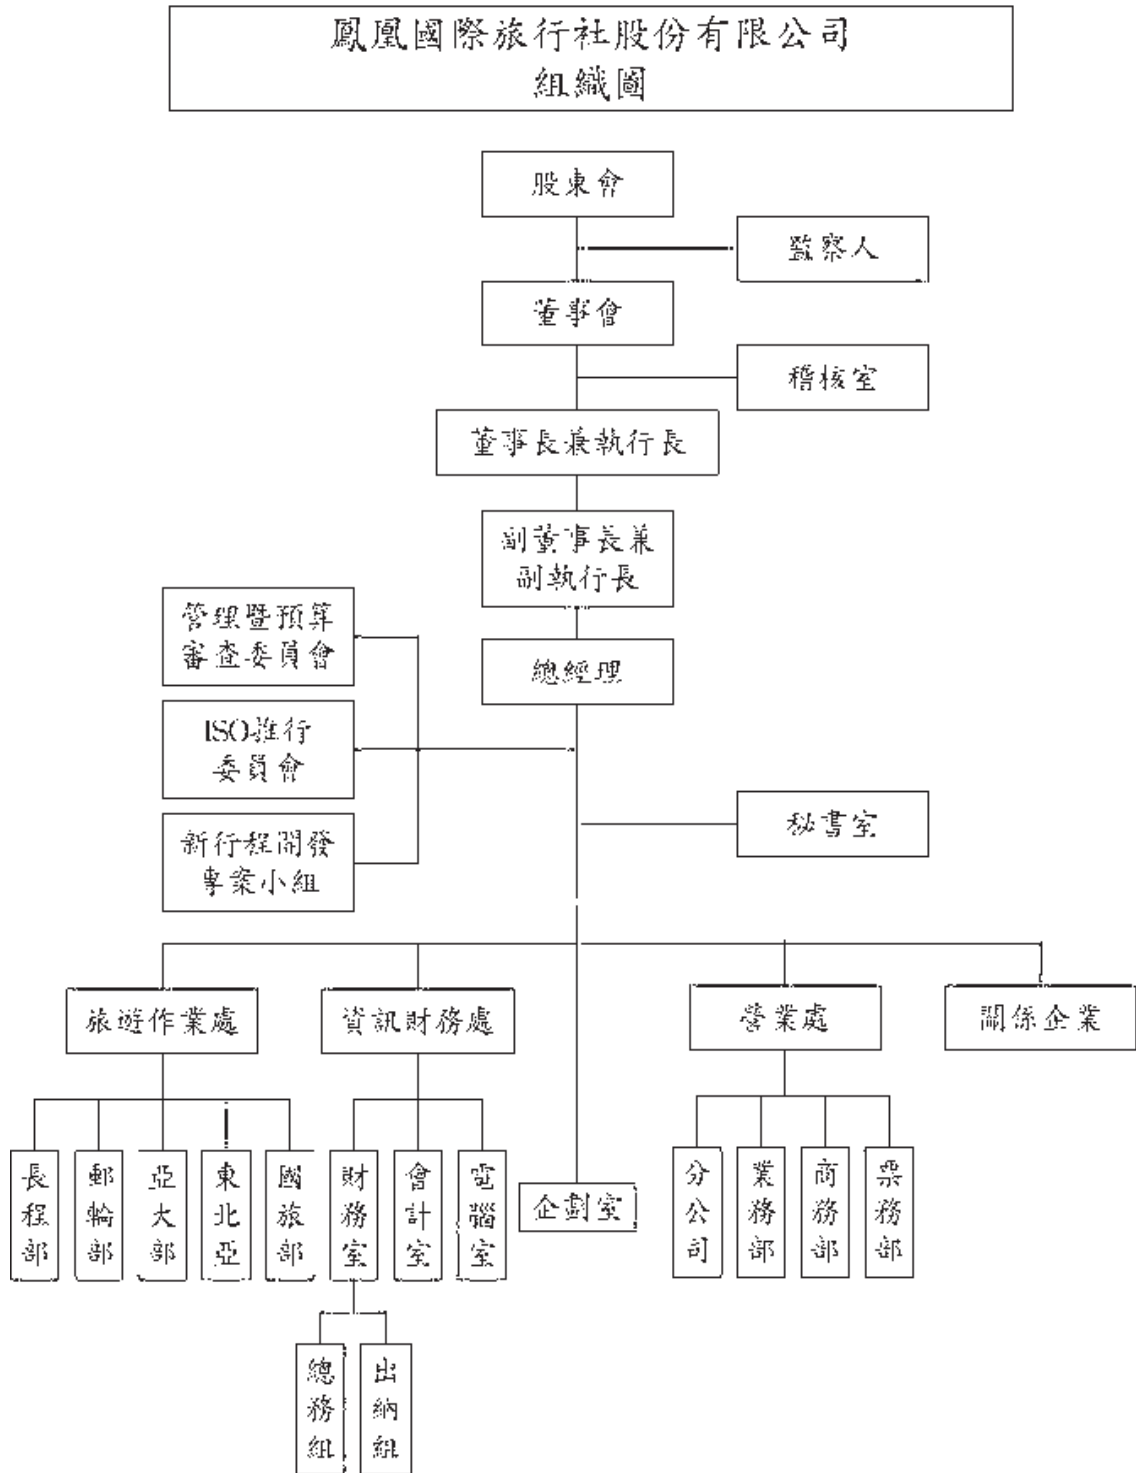 鳳凰國際旅行社股份有限公司
組織圖
股東會
監察人
董事會
稽核室
董事長兼執行長
副董事長兼
副執行長
管理暨預算
審查委員會
總經理
ISO推行
委員會
秘書室
新行程開發
專案小組
旅遊作業處
資訊財務處
營業處
關係企業
長程部
郵輪部
亞大部
東北亞
國旅部
財務室
會計室
電腦室
企劃室
分公司
業務部
商務部
票務部
總務組
出納組